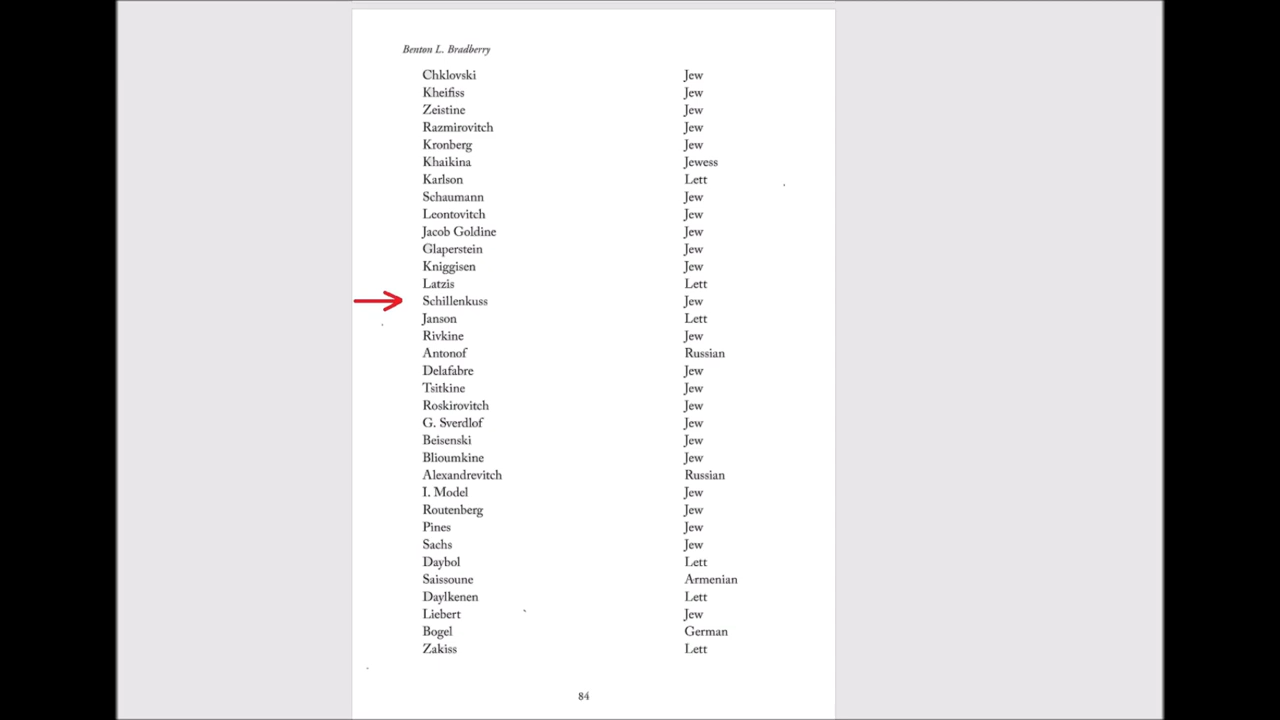 Benton L. Bradberry
Chklovski Jew
Kheifiss Jew
Zeistine Jew
Razmirovitch Jew
Kronberg Jew
Khaikina Jewess
Karlson Lett
Schaumann Jew
Leontovitch Jew
Jacob Goldine Jew
Glaperstein Jew
Kniggisen Jew
Latzis Lett
Schillenkuss Jew
Janson Lett
Rivkine Jew
Antonof Russian
Delafabre Jew
Tsitkine Jew
Roskirovitch Jew
G. Sverdlof Jew
Beisenski Jew
Blioumkine Jew
Alexandrevitch Russian
I. Model Jew
Routenberg Jew
Pines Jew
Sachs Jew
Daybol Lett
Saissoune Armenian
Daylkenen Lett
Liebert Jew
Bogel German
Zakiss Lett
84